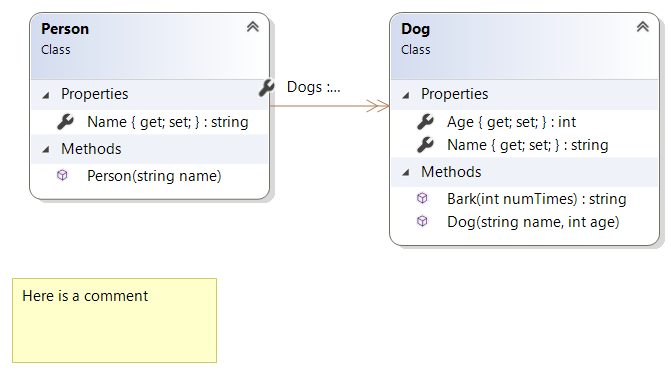 Person
Class
Properties
Name { get; set; } : string
Methods
Person(string name)
Dogs :...
Dog
Class
Properties
Age { get; set; } : int
Name { get; set; } : string
Methods
Bark(int numTimes) : string
Dog(string name, int age)
Here is a comment